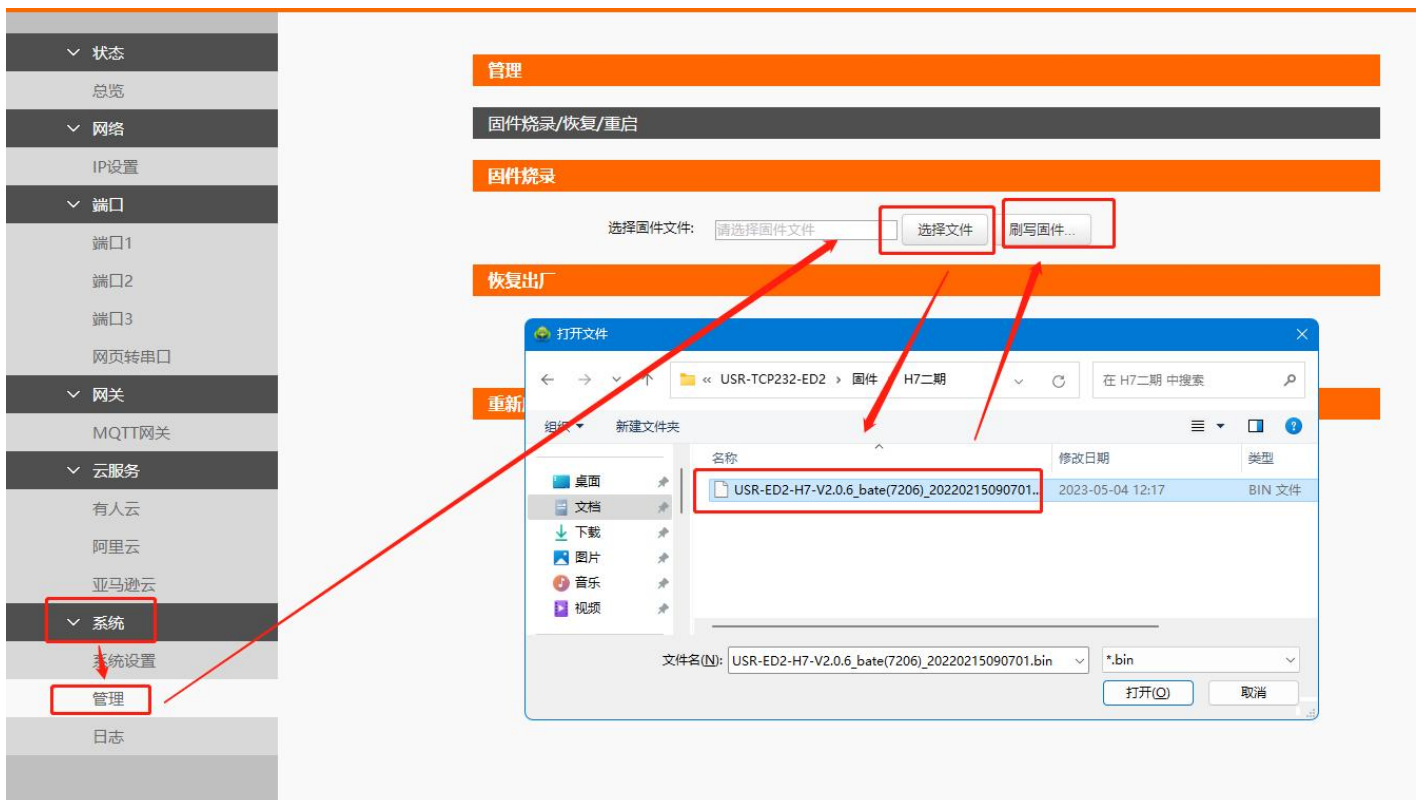 状态
总览
网络
IP设置
端口
端口1
端口2
端口3
网页转串口
网关
MQTT网关
云服务
有人云
阿里云
亚马逊云
系统
系统设置
管理
日志
管理
固件烧录/恢复/重启
固件烧录
选择固件文件: 请选择固件文件 选择文件 刷写固件...
恢复出厂
重新
打开文件
« USR-TCP232-ED2 › 固件 H7二期 在 H7二期 中搜索
组织 新建文件夹
名称 修改日期 类型
USR-ED2-H7-V2.0.6_bate(7206)_20220215090701... 2023-05-04 12:17 BIN 文件
桌面
文档
下载
图片
音乐
视频
文件名(N): USR-ED2-H7-V2.0.6_bate(7206)_20220215090701.bin *.bin
打开(O) 取消